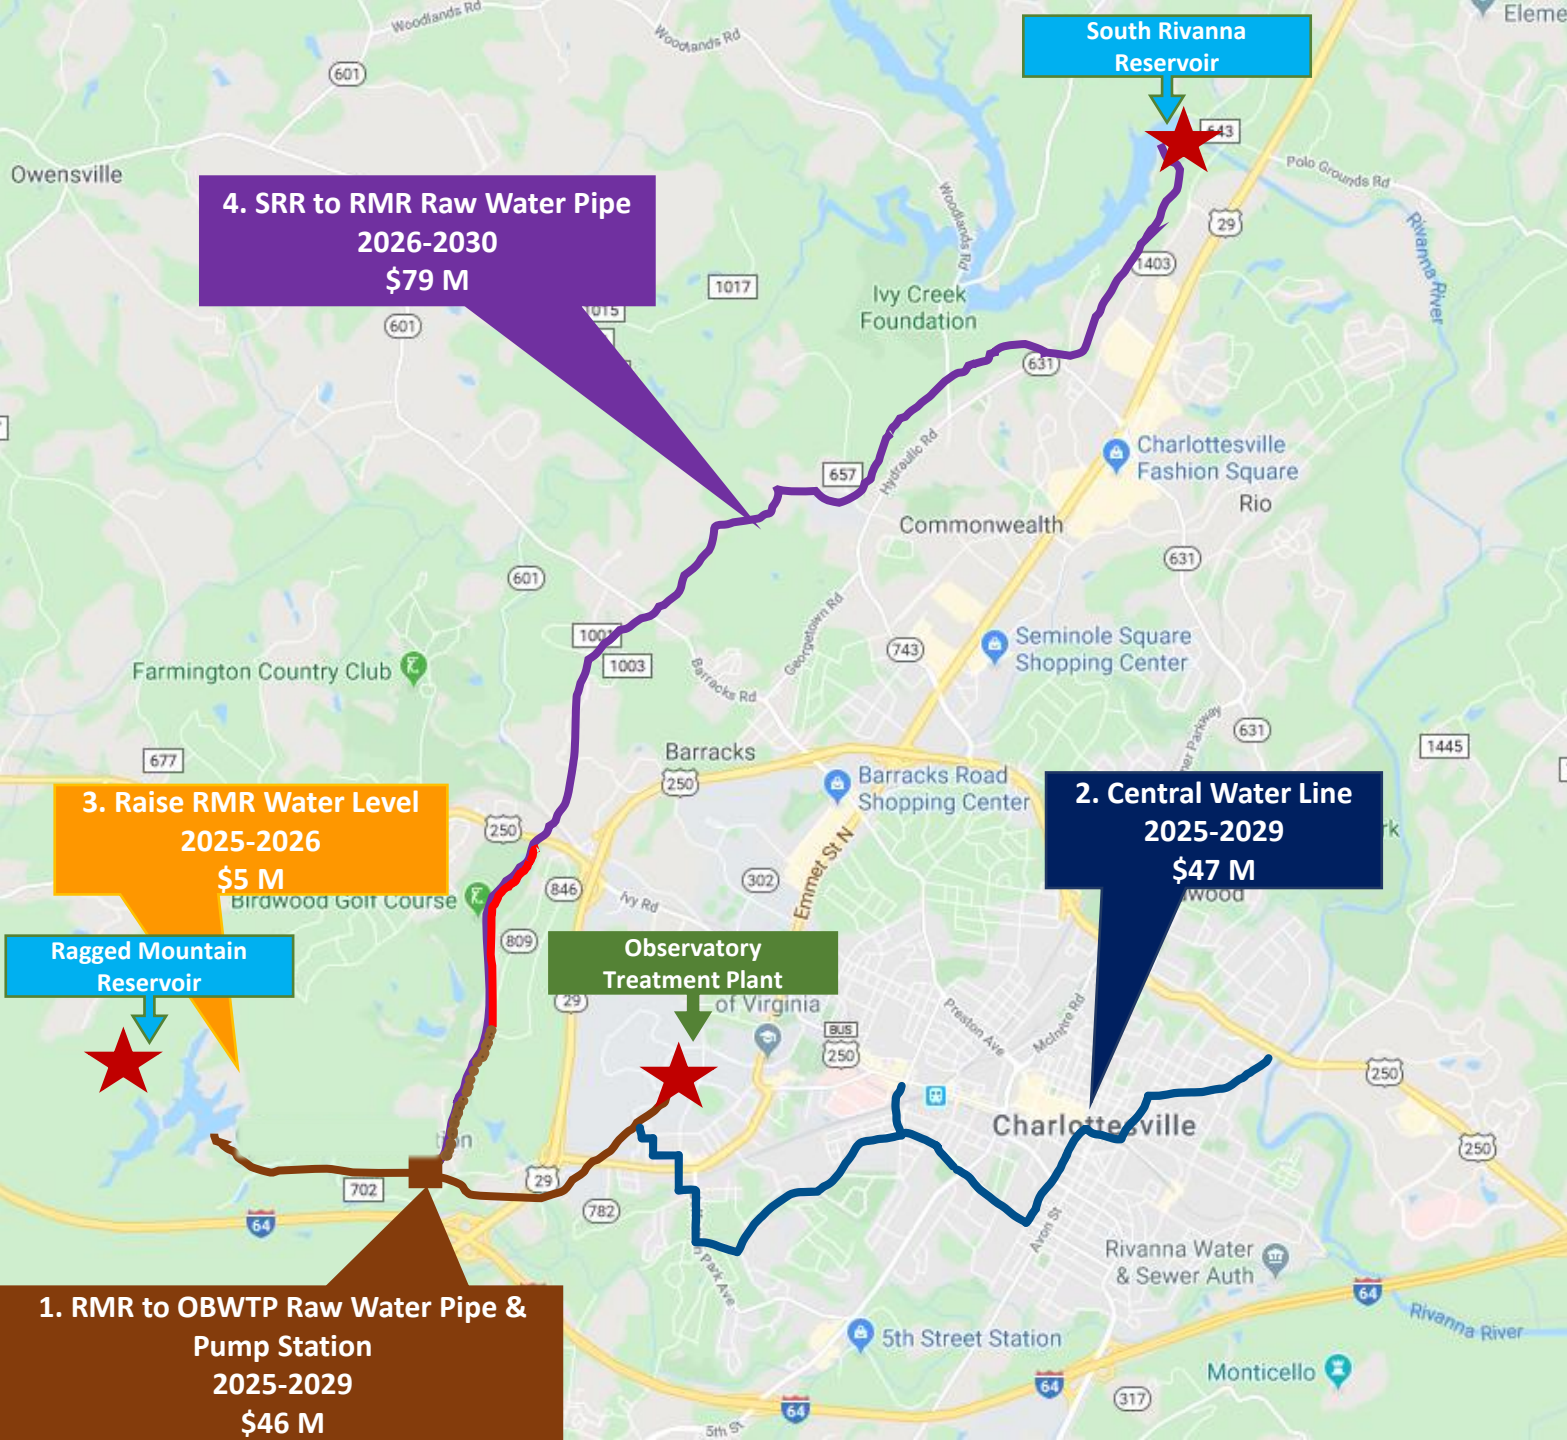 Woodlands Rd
Woodlands Rd
Eleme
601
South Rivanna
Reservoir
643
Owensville
Polo Grounds Rd
4. SRR to RMR Raw Water Pipe
2026-2030
$79 M
Woodlands Rd
29
Rivanna River
1403
1017
Ivy Creek
Foundation
1015
601
631
Charlottesville
Fashion Square
Hydraulic Rd
657
Rio
Commonwealth
631
601
Georgetown Rd
1001
1003
743
Seminole Square
Shopping Center
Farmington Country Club
Barracks Rd
631
1445
677
Barracks
250
Barracks Road
Shopping Center
3. Raise RMR Water Level
2025-2026
$5 M
2. Central Water Line
2025-2029
$47 M
250
Emmet St N
846
302
Ivy Rd
Birdwood Golf Course
wood
809
Ragged Mountain
Reservoir
Observatory
Treatment Plant
29
of Virginia
Preston Ave
McIntire Rd
BUS
250
250
Charlottesville
tion
250
702
29
782
64
Avon St
Park Ave
Rivanna Water
& Sewer Auth
64
1. RMR to OBWTP Raw Water Pipe &
Pump Station
2025-2029
$46 M
Rivanna River
5th Street Station
Monticello
64
317
64
5th St